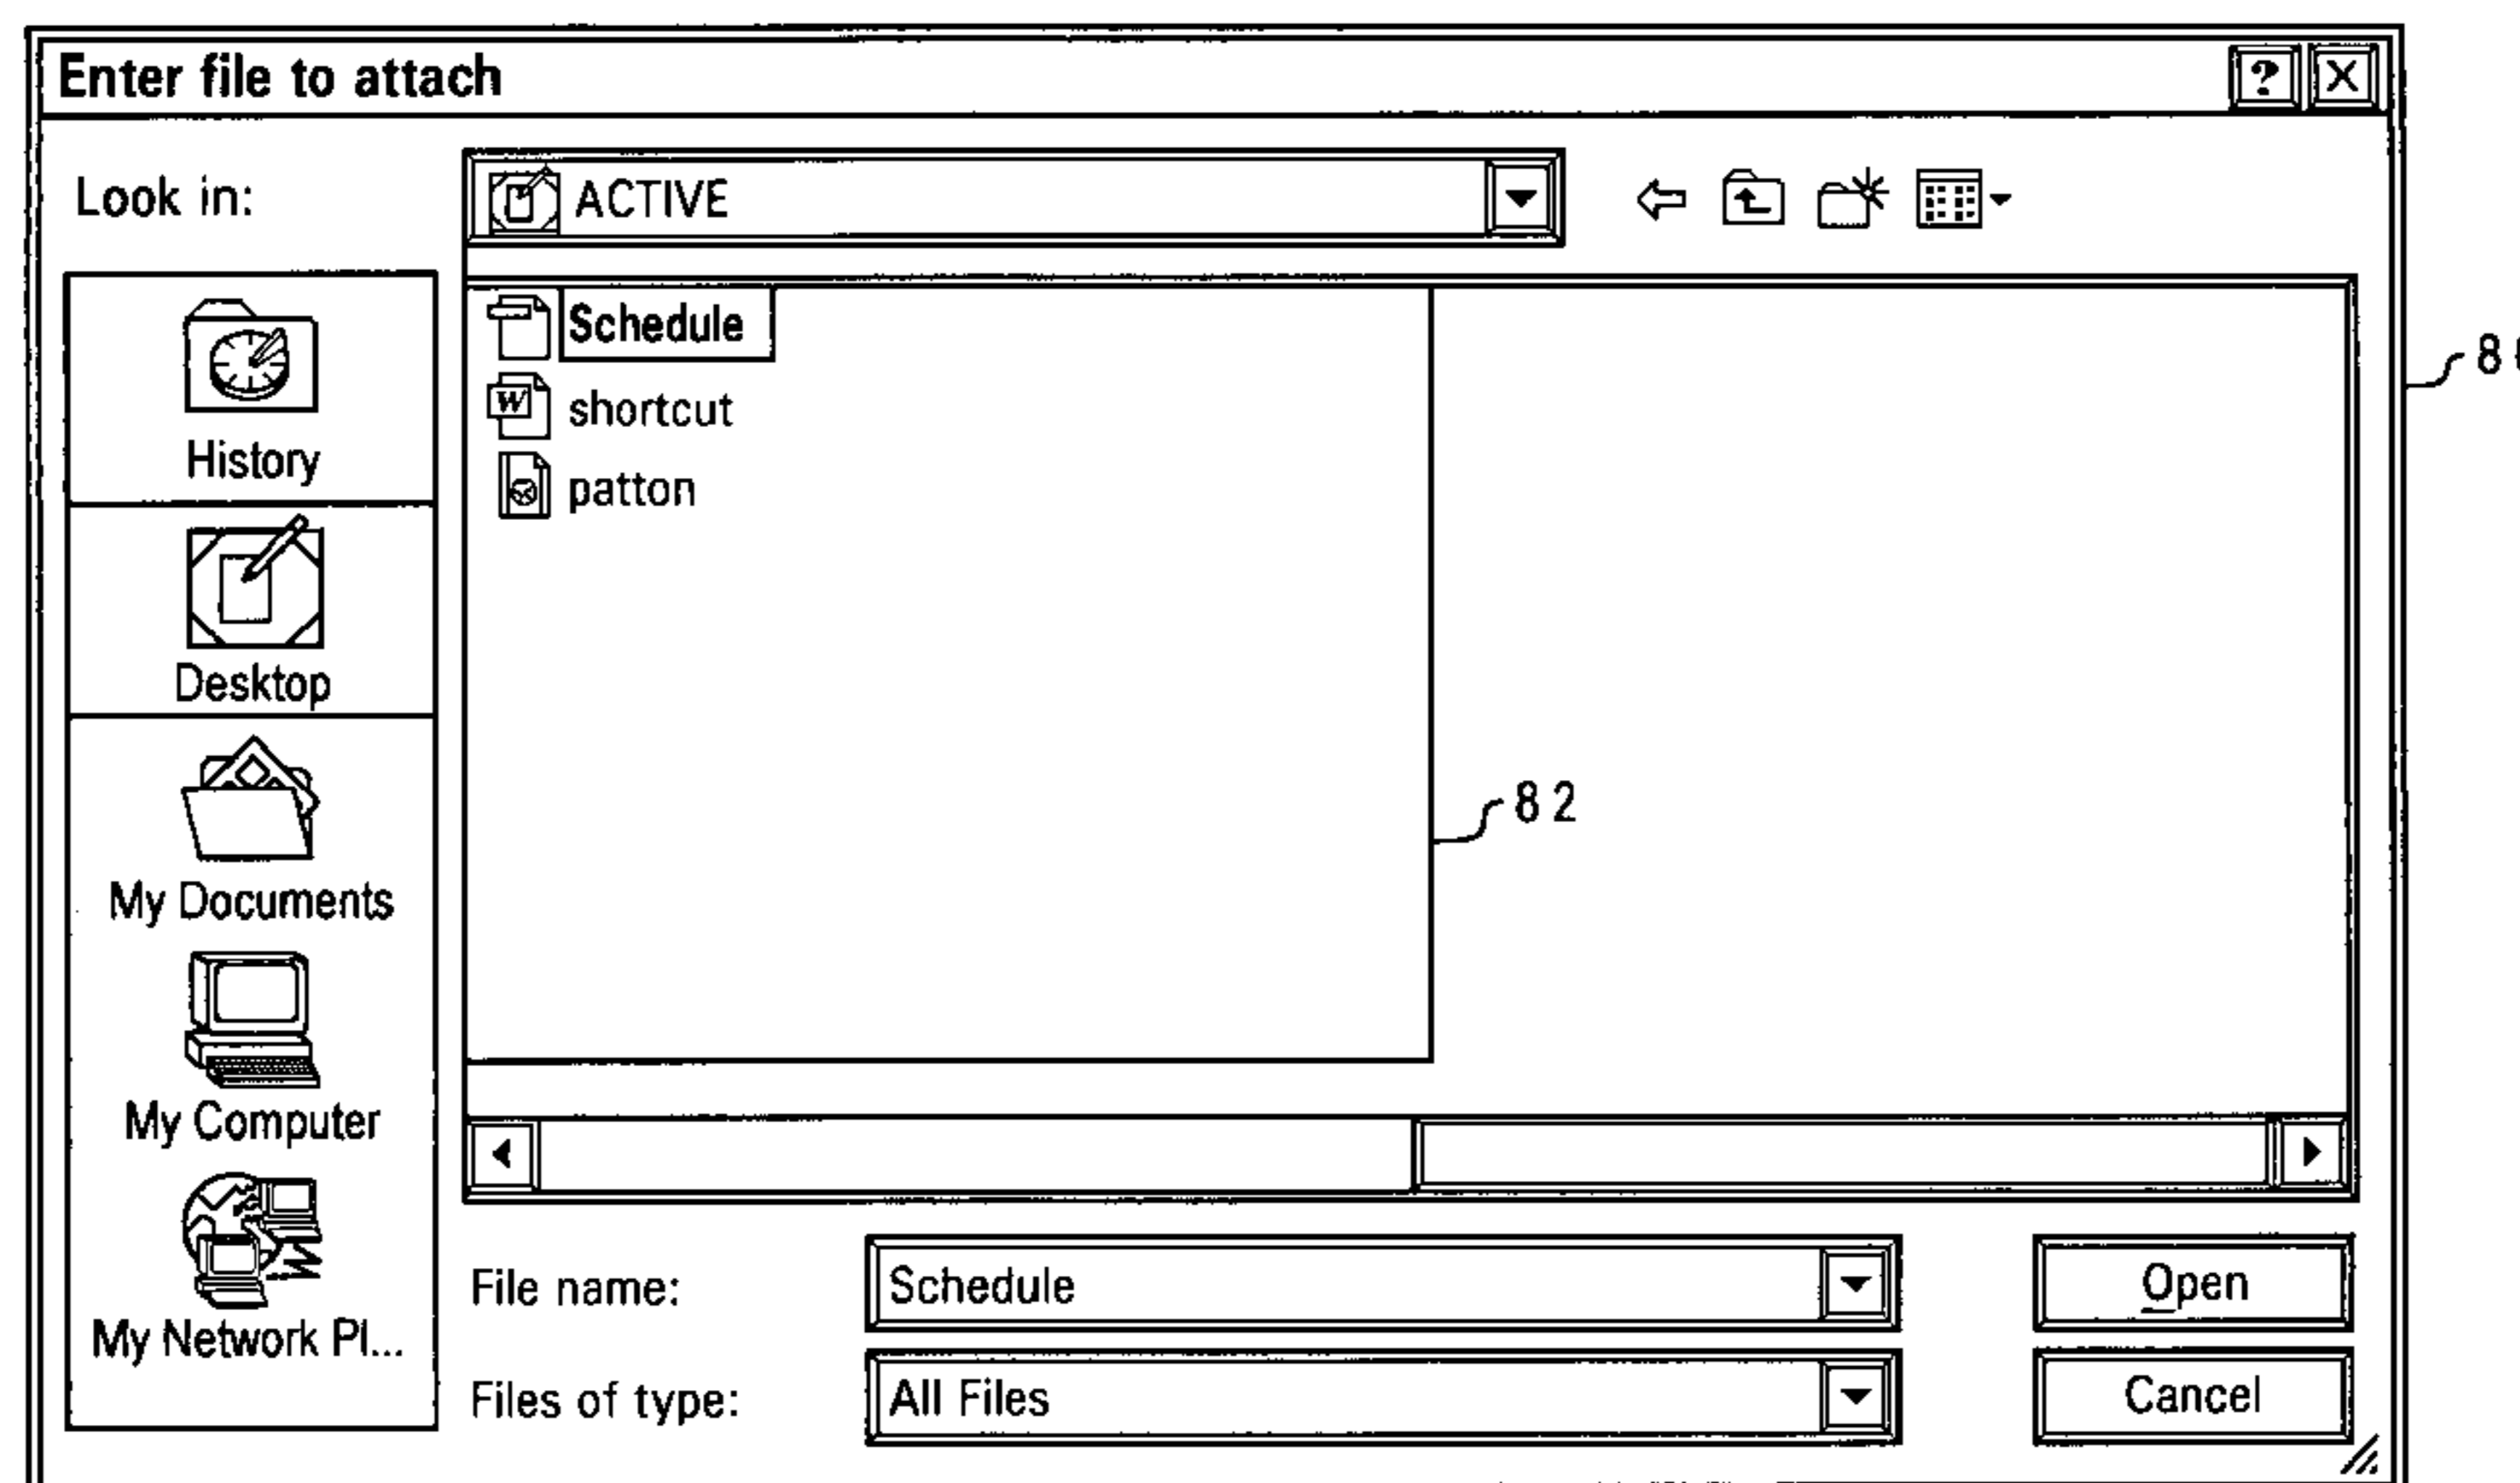 Enter file to attach ? X
Look in: ACTIVE
Schedule
shortcut
patton
History
Desktop
My Documents
My Computer
My Network Pl...
82
File name: Schedule Open
Files of type: All Files Cancel
W